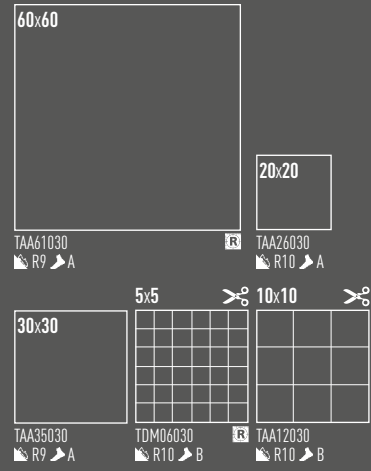 60x60
20x20
TAA61030 R
R9 A
TAA26030
R10 A
5x5
10x10
30x30
TAA35030
R9 A
TDM06030 R
R10 B
TAA12030
R10 B